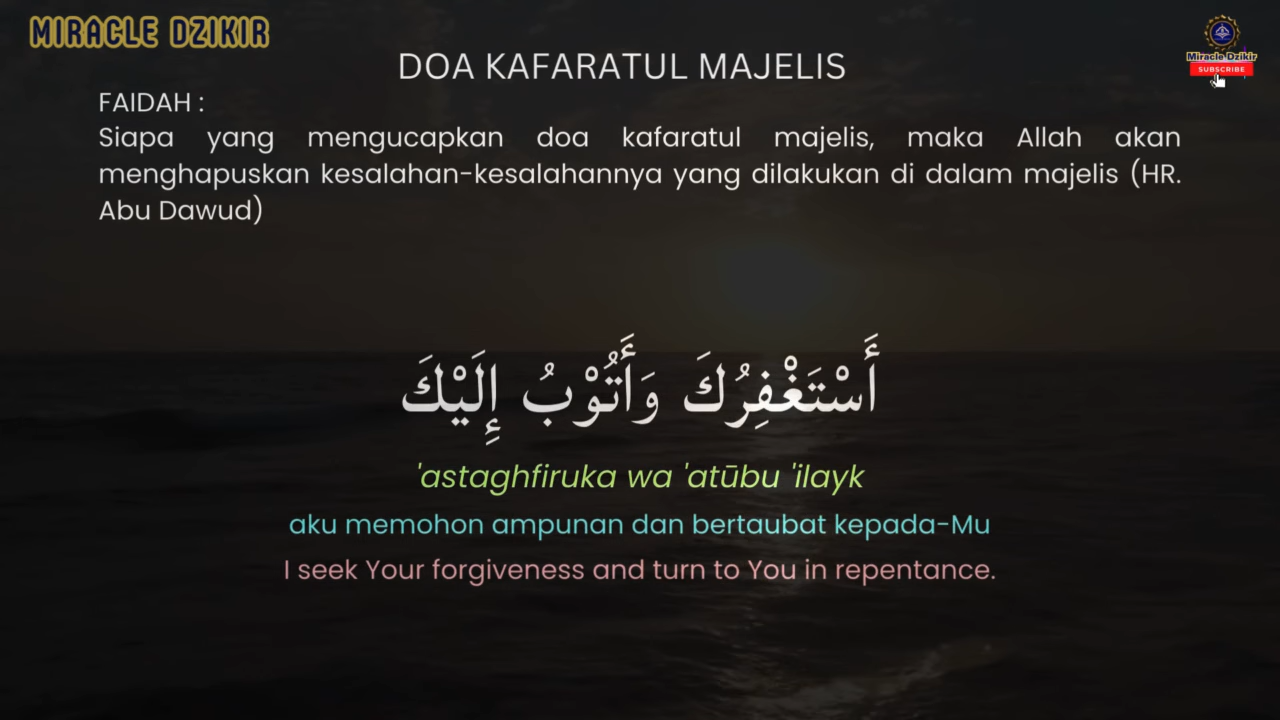 MIRACLE DZIKIR
Miracle Dzikir
SUBSCRIBE
DOA KAFARATUL MAJELIS
FAIDAH :
Siapa yang mengucapkan doa kafaratul majelis, maka Allah akan
menghapuskan kesalahan-kesalahannya yang dilakukan di dalam majelis (HR.
Abu Dawud)
أَسْتَغْفِرُكَ وَأَتُوْبُ إِلَيْكَ
'astaghfiruka wa 'atūbu 'ilayk
aku memohon ampunan dan bertaubat kepada-Mu
I seek Your forgiveness and turn to You in repentance.